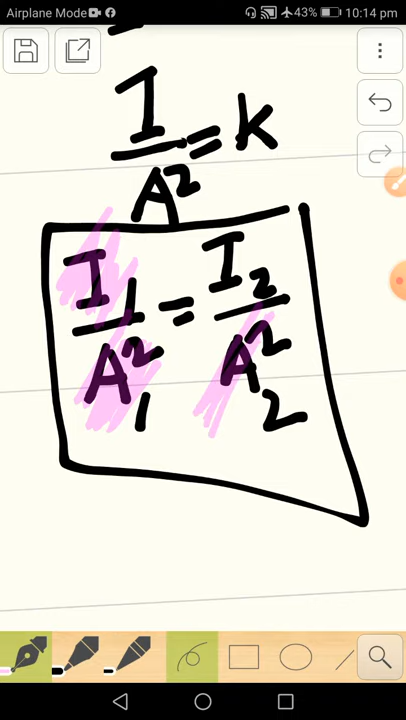 Airplane Mode 43% 10:14 pm
I/A² = k
I₁/A₁² = I₂/A₂²